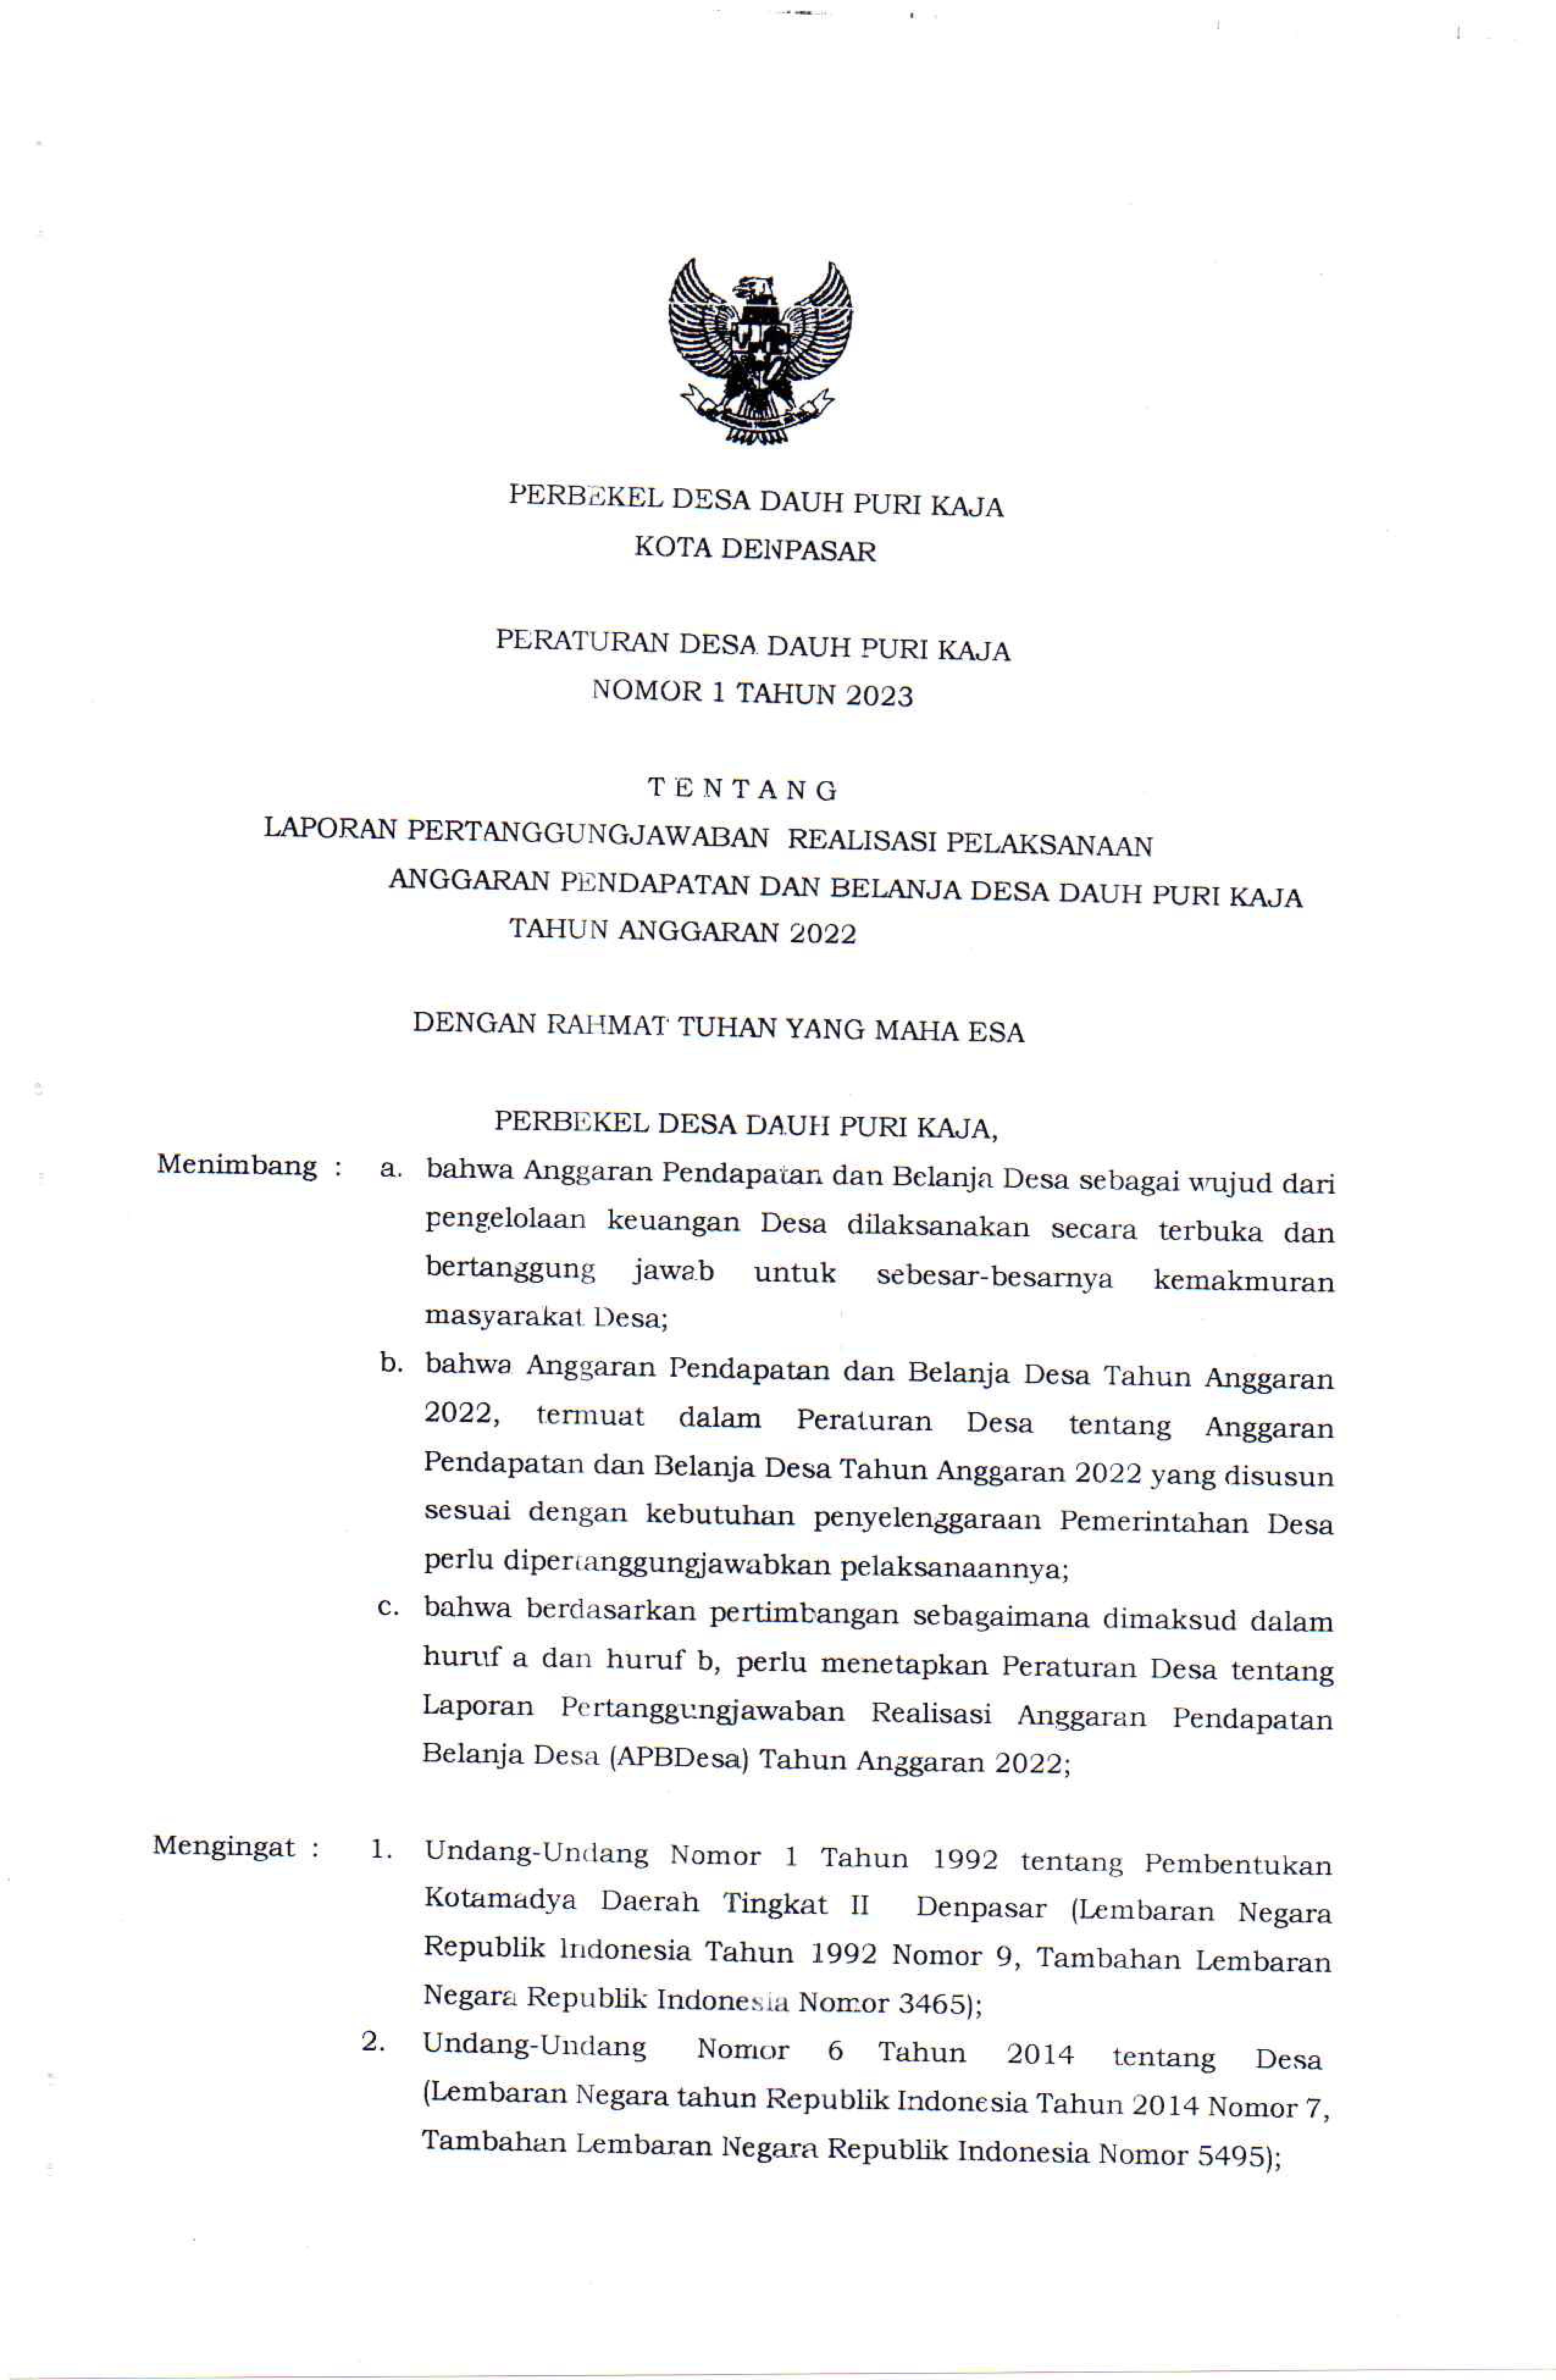 PERBEKEL DESA DAUH PURI KAJA
KOTA DENPASAR
PERATURAN DESA DAUH PURI KAJA
NOMOR 1 TAHUN 2023
T E N T A N G
LAPORAN PERTANGGUNGJAWABAN REALISASI PELAKSANAAN
ANGGARAN PENDAPATAN DAN BELANJA DESA DAUH PURI KAJA
TAHUN ANGGARAN 2022
DENGAN RAHMAT TUHAN YANG MAHA ESA
PERBEKEL DESA DAUH PURI KAJA,
Menimbang : a. bahwa Anggaran Pendapatan dan Belanja Desa sebagai wujud dari
pengelolaan keuangan Desa dilaksanakan secara terbuka dan
bertanggung jawab untuk sebesar-besarnya kemakmuran
masyarakat Desa;
b. bahwa Anggaran Pendapatan dan Belanja Desa Tahun Anggaran
2022, termuat dalam Peraturan Desa tentang Anggaran
Pendapatan dan Belanja Desa Tahun Anggaran 2022 yang disusun
sesuai dengan kebutuhan penyelenggaraan Pemerintahan Desa
perlu dipertanggungjawabkan pelaksanaannya;
c. bahwa berdasarkan pertimbangan sebagaimana dimaksud dalam
huruf a dan huruf b, perlu menetapkan Peraturan Desa tentang
Laporan Pertanggungjawaban Realisasi Anggaran Pendapatan
Belanja Desa (APBDesa) Tahun Anggaran 2022;
Mengingat : 1. Undang-Undang Nomor 1 Tahun 1992 tentang Pembentukan
Kotamadya Daerah Tingkat II Denpasar (Lembaran Negara
Republik Indonesia Tahun 1992 Nomor 9, Tambahan Lembaran
Negara Republik Indonesia Nomor 3465);
2. Undang-Undang Nomor 6 Tahun 2014 tentang Desa
(Lembaran Negara tahun Republik Indonesia Tahun 2014 Nomor 7,
Tambahan Lembaran Negara Republik Indonesia Nomor 5495);